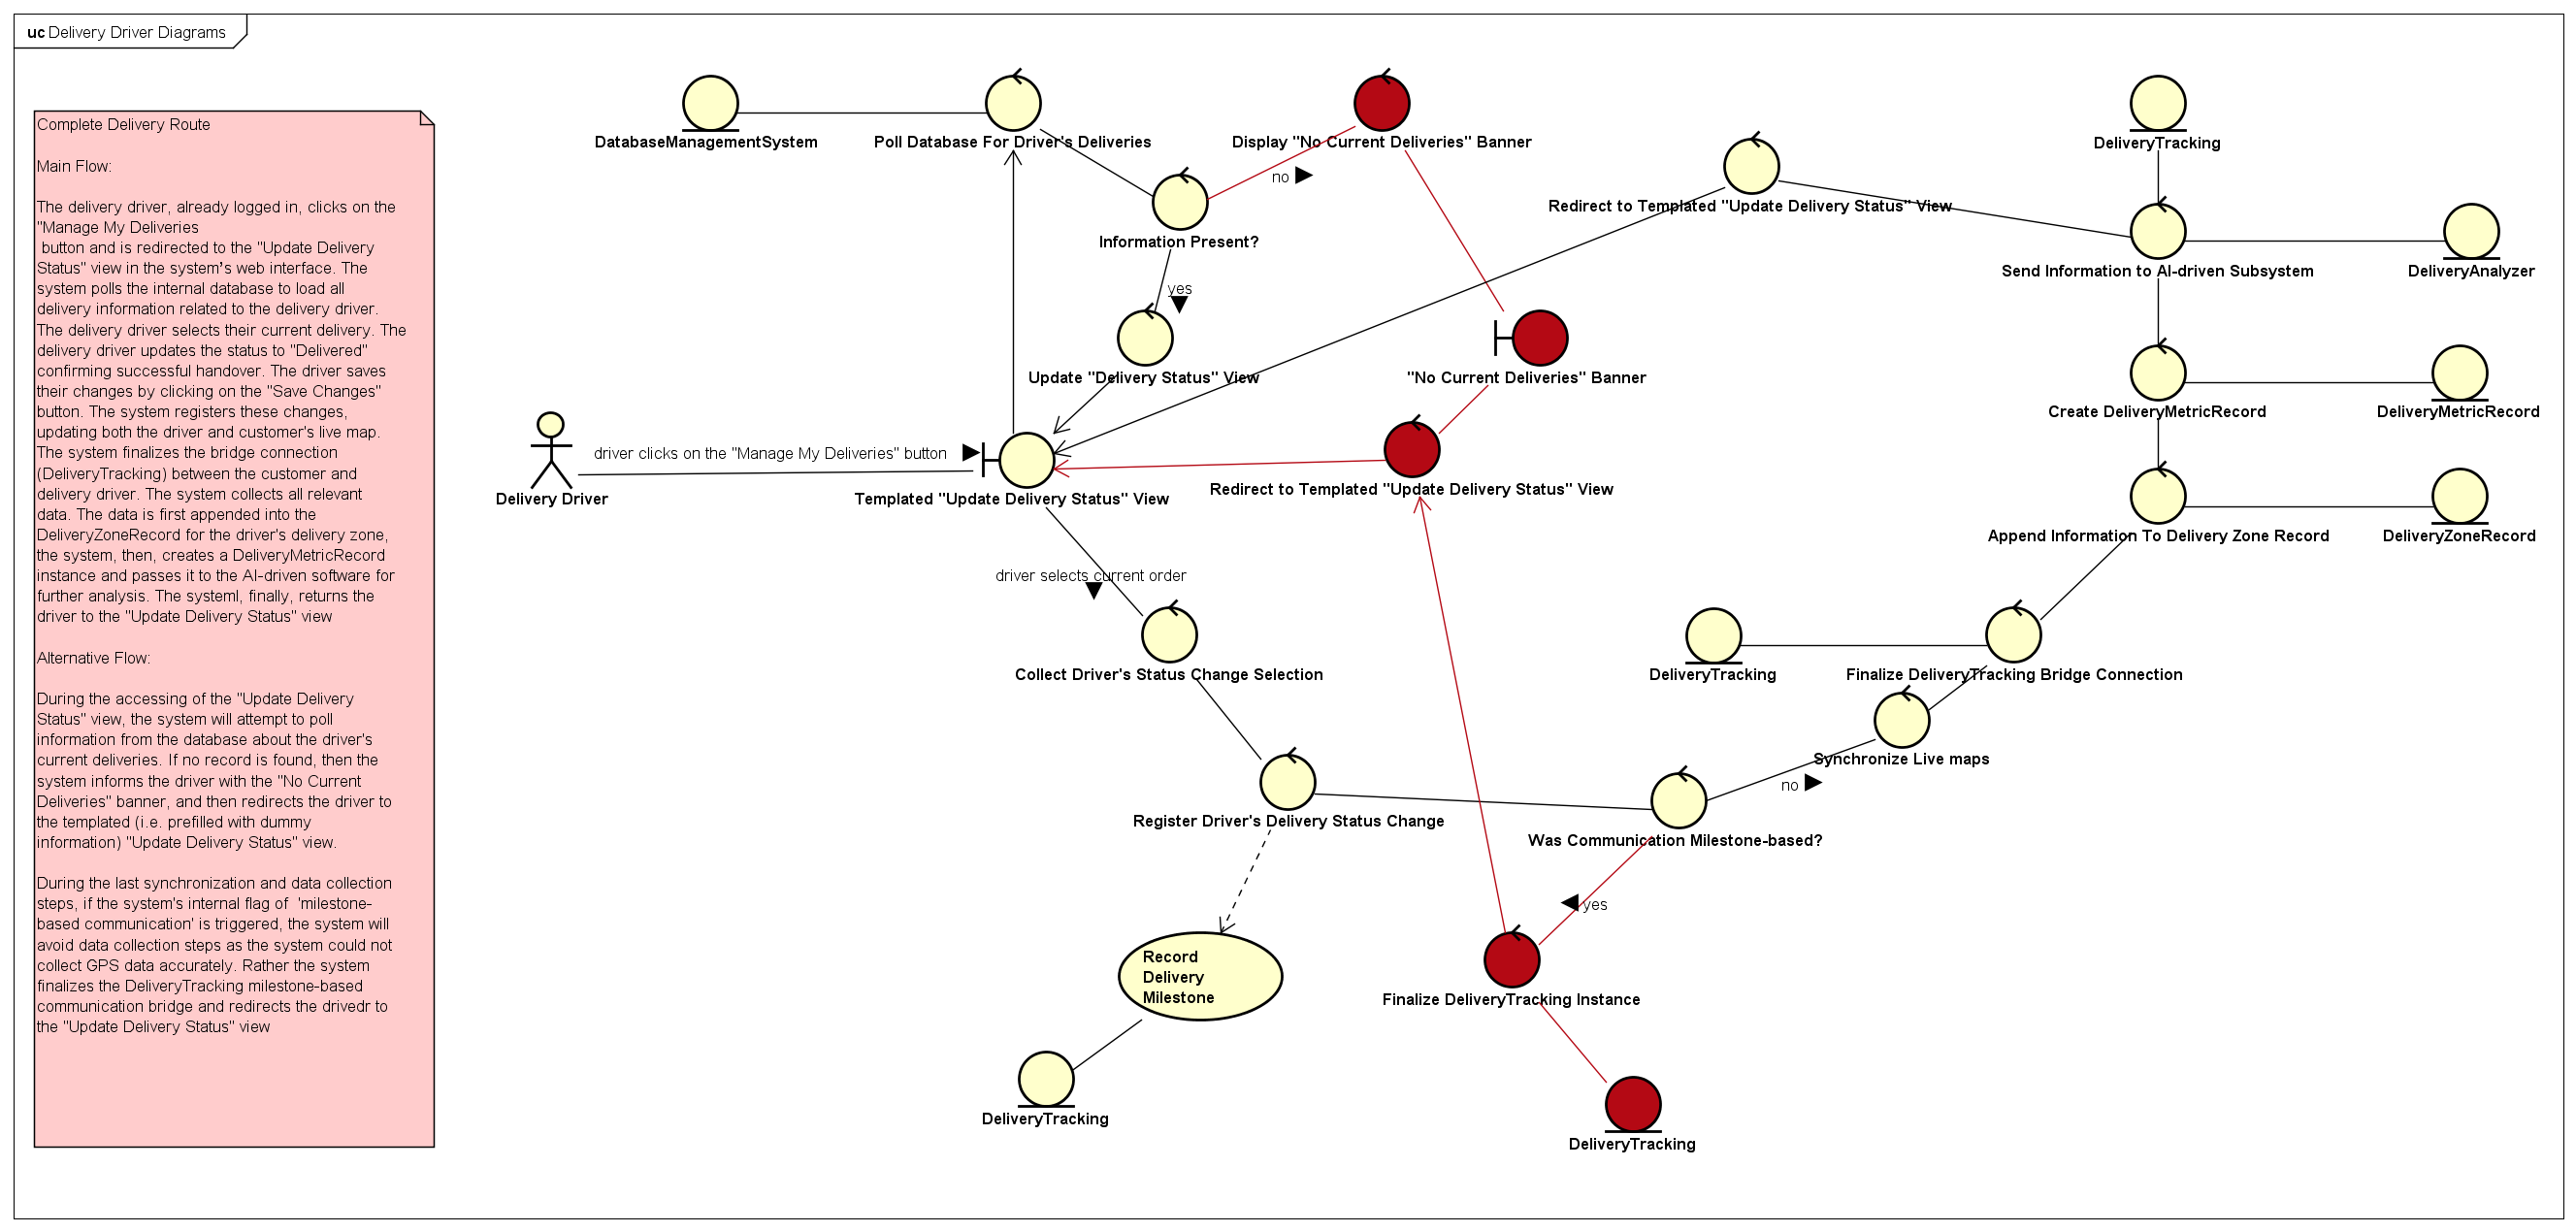 uc Delivery Driver Diagrams
Complete Delivery Route
Main Flow:
The delivery driver, already logged in, clicks on the
"Manage My Deliveries
button and is redirected to the "Update Delivery
Status" view in the system's web interface. The
system polls the internal database to load all
delivery information related to the delivery driver.
The delivery driver selects their current delivery. The
delivery driver updates the status to "Delivered"
confirming successful handover. The driver saves
their changes by clicking on the "Save Changes"
button. The system registers these changes,
updating both the driver and customer's live map.
The system finalizes the bridge connection
(DeliveryTracking) between the customer and
delivery driver. The system collects all relevant
data. The data is first appended into the
DeliveryZoneRecord for the driver's delivery zone,
the system, then, creates a DeliveryMetricRecord
instance and passes it to the AI-driven software for
further analysis. The systeml, finally, returns the
driver to the "Update Delivery Status" view
Alternative Flow:
During the accessing of the "Update Delivery
Status" view, the system will attempt to poll
information from the database about the driver's
current deliveries. If no record is found, then the
system informs the driver with the "No Current
Deliveries" banner, and then redirects the driver to
the templated (i.e. prefilled with dummy
information) "Update Delivery Status" view.
During the last synchronization and data collection
steps, if the system's internal flag of 'milestone-
based communication' is triggered, the system will
avoid data collection steps as the system could not
collect GPS data accurately. Rather the system
finalizes the DeliveryTracking milestone-based
communication bridge and redirects the drivedr to
the "Update Delivery Status" view
DatabaseManagementSystem
Poll Database For Driver's Deliveries
Display "No Current Deliveries" Banner
DeliveryTracking
no
Redirect to Templated "Update Delivery Status" View
Information Present?
Send Information to AI-driven Subsystem
DeliveryAnalyzer
yes
Update "Delivery Status" View
"No Current Deliveries" Banner
Create DeliveryMetricRecord
DeliveryMetricRecord
driver clicks on the "Manage My Deliveries" button
Delivery Driver
Templated "Update Delivery Status" View
Redirect to Templated "Update Delivery Status" View
Append Information To Delivery Zone Record
DeliveryZoneRecord
driver selects current order
Collect Driver's Status Change Selection
DeliveryTracking
Finalize DeliveryTracking Bridge Connection
Synchronize Live maps
no
Register Driver's Delivery Status Change
Was Communication Milestone-based?
yes
Record
Delivery
Milestone
Finalize DeliveryTracking Instance
DeliveryTracking
DeliveryTracking